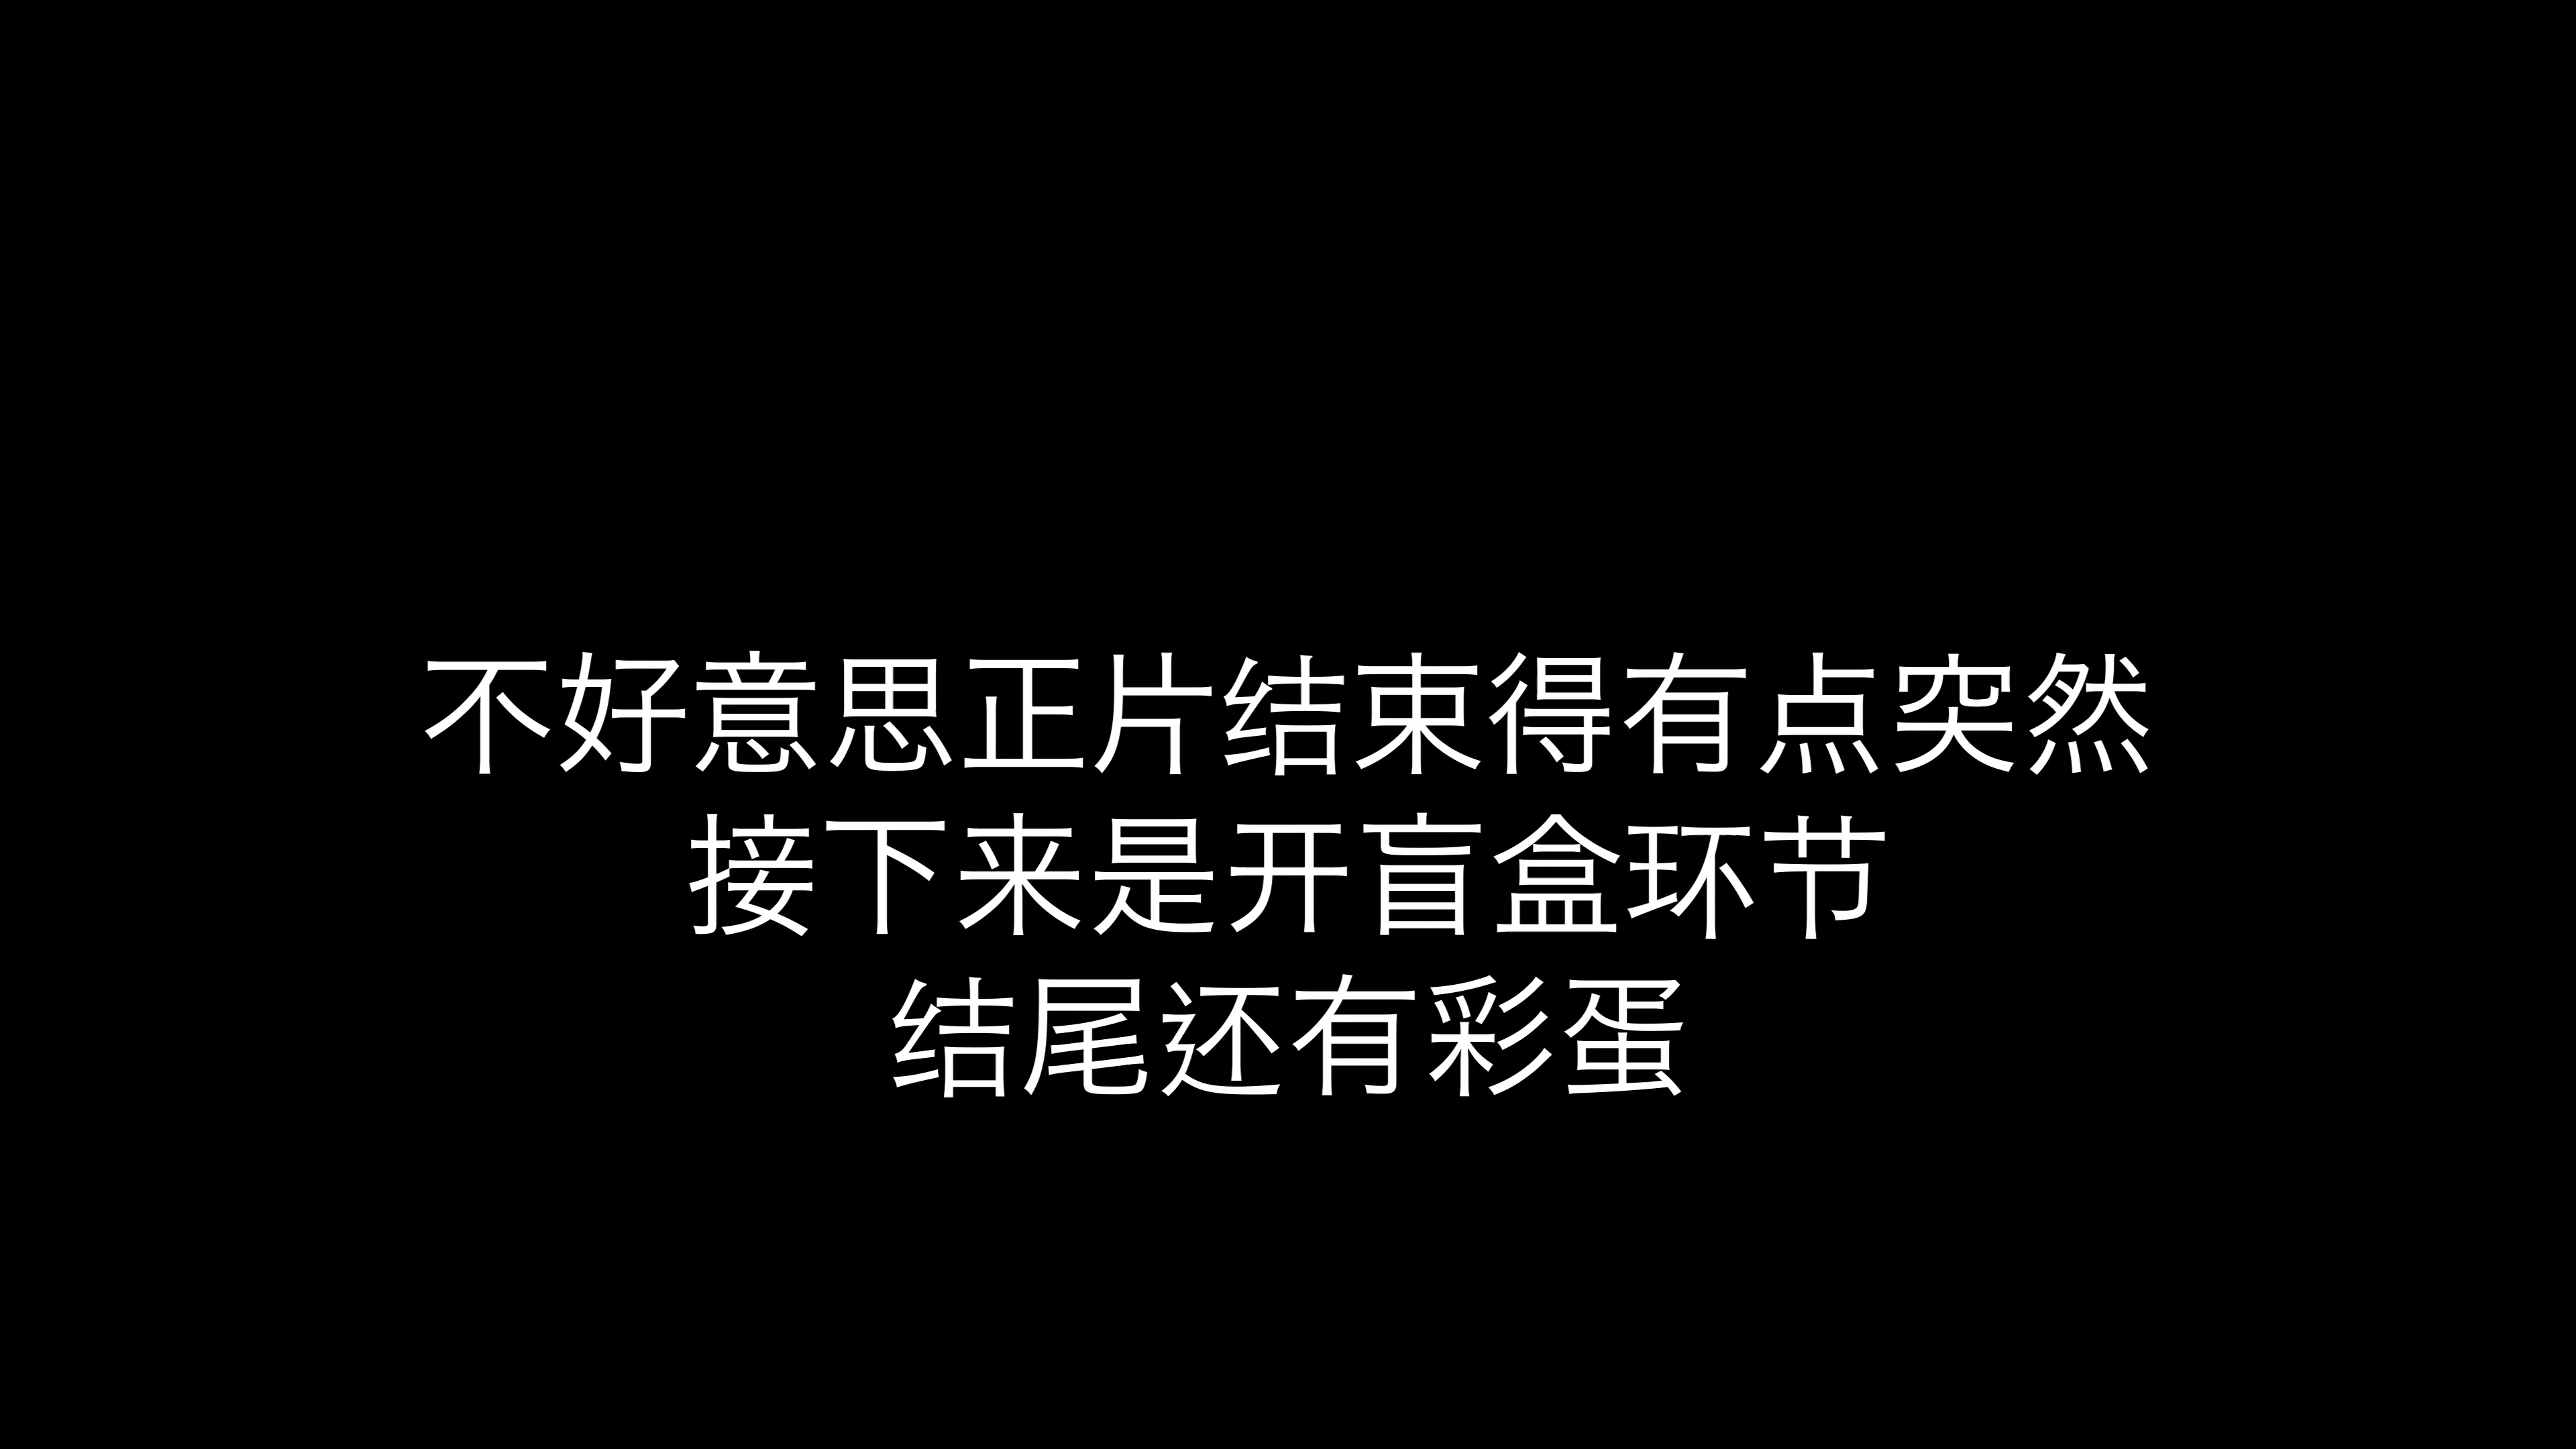 不好意思正片结束得有点突然
接下来是开盲盒环节
结尾还有彩蛋